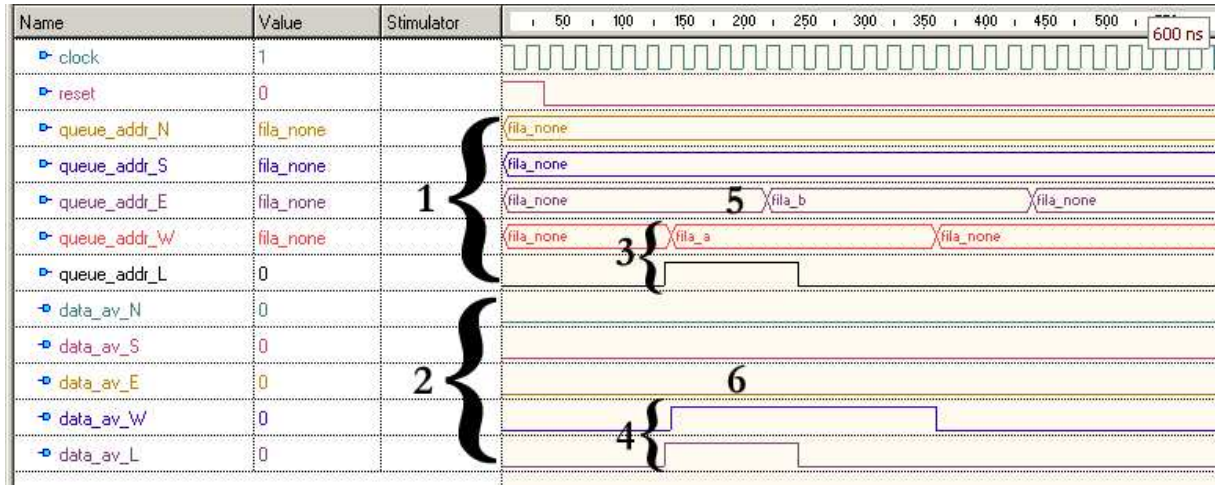 Name Value Stimulator 50 100 150 200 250 300 350 400 450 500
600 ns
clock 1
reset 0
queue_addr_N fila_none fila_none
queue_addr_S fila_none fila_none
1 queue_addr_E fila_none fila_none 5 fila_b fila_none
queue_addr_W fila_none fila_none 3 fila_a fila_none
queue_addr_L 0
data_av_N 0
data_av_S 0
2 data_av_E 0 6
data_av_W 0 4
data_av_L 0